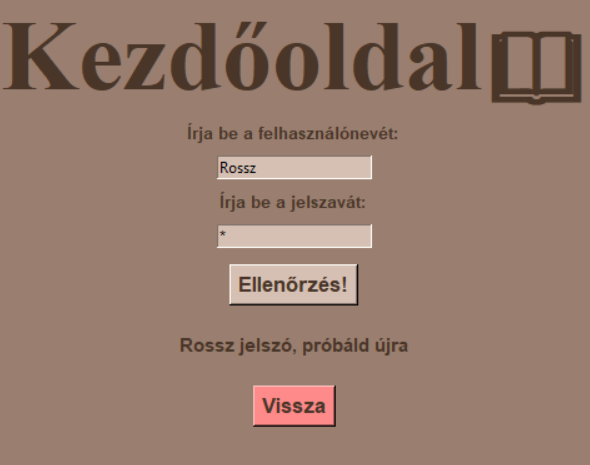 Kezdőoldal📖
Írja be a felhasználónevét:
Rossz
Írja be a jelszavát:
*
Ellenőrzés!
Rossz jelszó, próbáld újra
Vissza